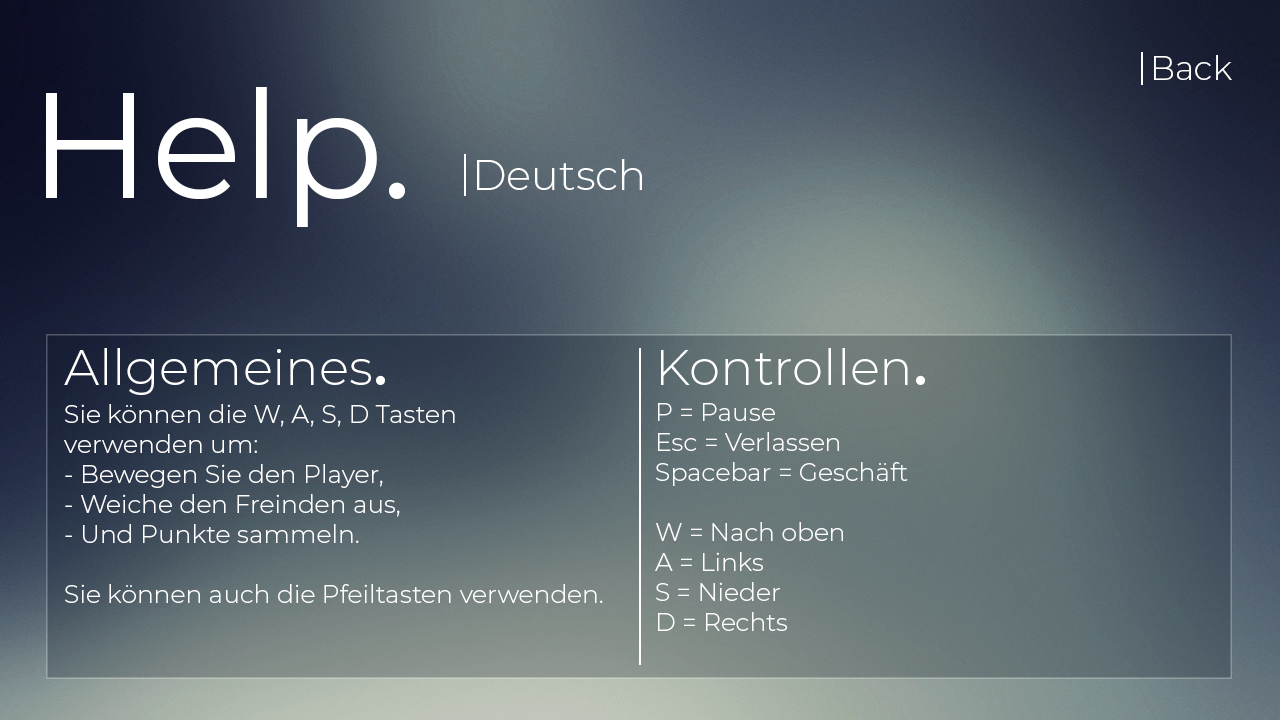 Back
Help.
Deutsch
Allgemeines.
Sie können die W, A, S, D Tasten
verwenden um:
- Bewegen Sie den Player,
- Weiche den Freinden aus,
- Und Punkte sammeln.
Sie können auch die Pfeiltasten verwenden.
Kontrollen.
P = Pause
Esc = Verlassen
Spacebar = Geschäft
W = Nach oben
A = Links
S = Nieder
D = Rechts